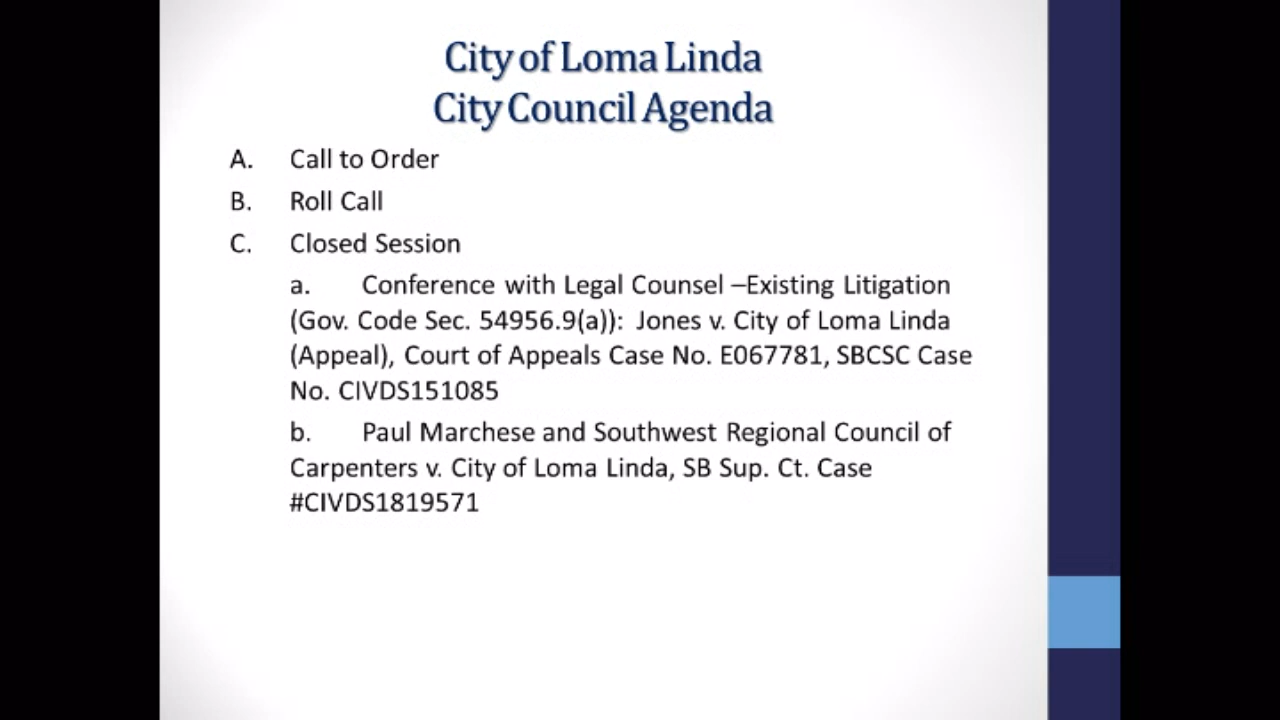 City of Loma Linda
City Council Agenda
A. Call to Order
B. Roll Call
C. Closed Session
a. Conference with Legal Counsel –Existing Litigation
(Gov. Code Sec. 54956.9(a)): Jones v. City of Loma Linda
(Appeal), Court of Appeals Case No. E067781, SBCSC Case
No. CIVDS151085
b. Paul Marchese and Southwest Regional Council of
Carpenters v. City of Loma Linda, SB Sup. Ct. Case
#CIVDS1819571